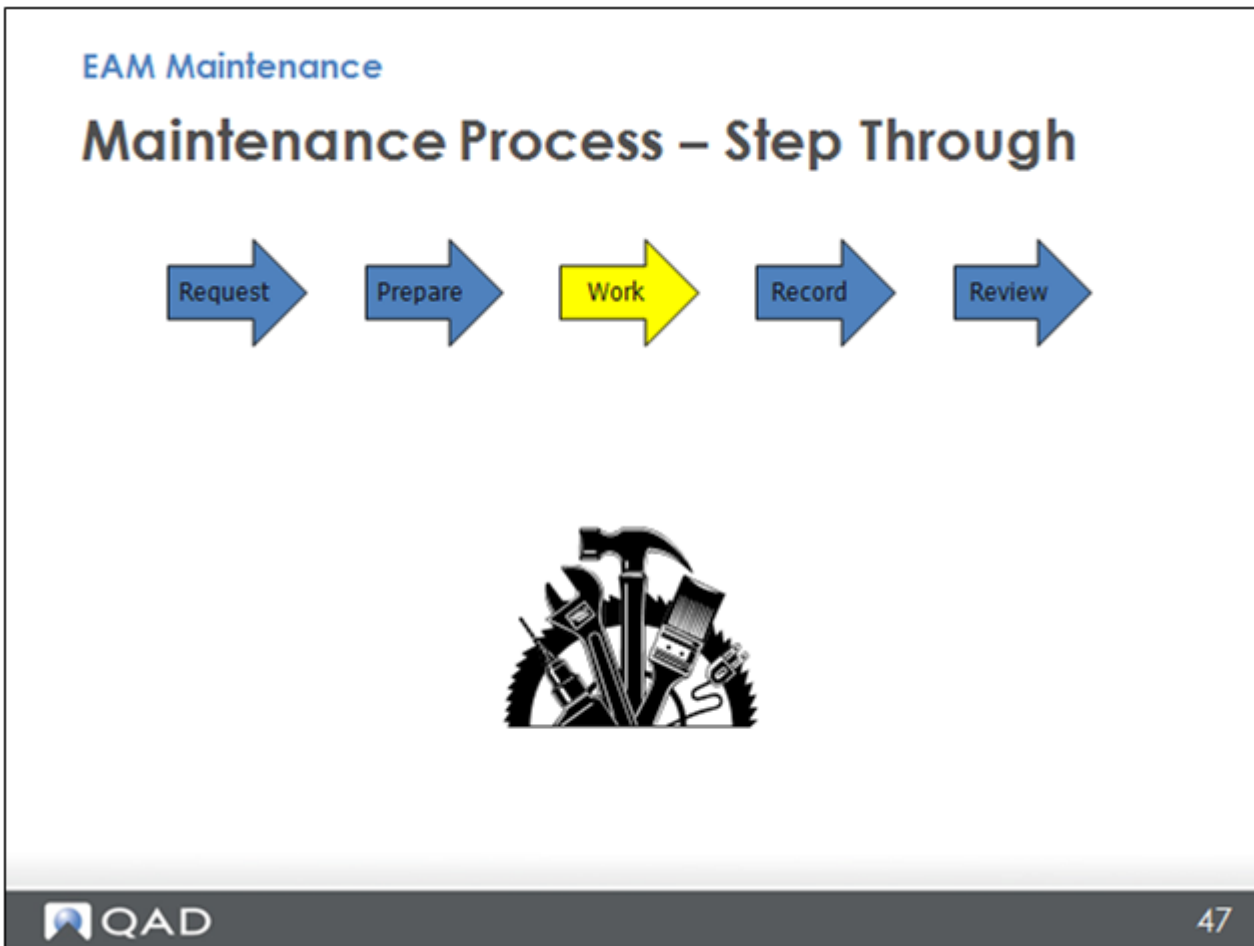 EAM Maintenance
Maintenance Process – Step Through
Request Prepare Work Record Review
QAD 47